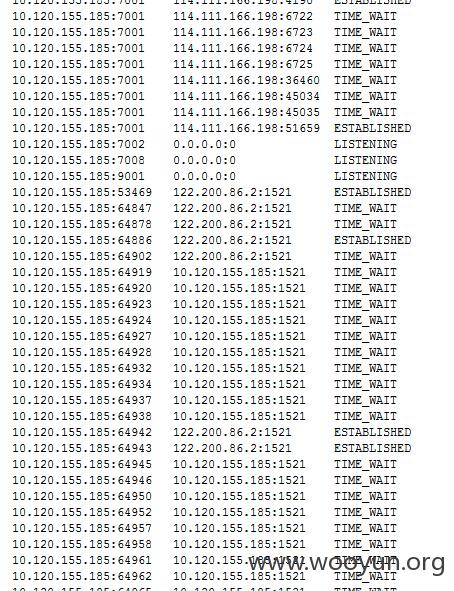 10.120.155.185:7001 114.111.166.198:4190 ESTABLISHED
10.120.155.185:7001 114.111.166.198:6722 TIME_WAIT
10.120.155.185:7001 114.111.166.198:6723 TIME_WAIT
10.120.155.185:7001 114.111.166.198:6724 TIME_WAIT
10.120.155.185:7001 114.111.166.198:6725 TIME_WAIT
10.120.155.185:7001 114.111.166.198:36460 TIME_WAIT
10.120.155.185:7001 114.111.166.198:45034 TIME_WAIT
10.120.155.185:7001 114.111.166.198:45035 TIME_WAIT
10.120.155.185:7001 114.111.166.198:51659 ESTABLISHED
10.120.155.185:7002 0.0.0.0:0 LISTENING
10.120.155.185:7008 0.0.0.0:0 LISTENING
10.120.155.185:9001 0.0.0.0:0 LISTENING
10.120.155.185:53469 122.200.86.2:1521 ESTABLISHED
10.120.155.185:64847 122.200.86.2:1521 TIME_WAIT
10.120.155.185:64878 122.200.86.2:1521 TIME_WAIT
10.120.155.185:64886 122.200.86.2:1521 ESTABLISHED
10.120.155.185:64902 122.200.86.2:1521 TIME_WAIT
10.120.155.185:64919 10.120.155.185:1521 TIME_WAIT
10.120.155.185:64920 10.120.155.185:1521 TIME_WAIT
10.120.155.185:64923 10.120.155.185:1521 TIME_WAIT
10.120.155.185:64924 10.120.155.185:1521 TIME_WAIT
10.120.155.185:64927 10.120.155.185:1521 TIME_WAIT
10.120.155.185:64928 10.120.155.185:1521 TIME_WAIT
10.120.155.185:64932 10.120.155.185:1521 TIME_WAIT
10.120.155.185:64934 10.120.155.185:1521 TIME_WAIT
10.120.155.185:64937 10.120.155.185:1521 TIME_WAIT
10.120.155.185:64938 10.120.155.185:1521 TIME_WAIT
10.120.155.185:64942 122.200.86.2:1521 ESTABLISHED
10.120.155.185:64943 122.200.86.2:1521 ESTABLISHED
10.120.155.185:64945 10.120.155.185:1521 TIME_WAIT
10.120.155.185:64946 10.120.155.185:1521 TIME_WAIT
10.120.155.185:64950 10.120.155.185:1521 TIME_WAIT
10.120.155.185:64952 10.120.155.185:1521 TIME_WAIT
10.120.155.185:64957 10.120.155.185:1521 TIME_WAIT
10.120.155.185:64958 10.120.155.185:1521 TIME_WAIT
10.120.155.185:64961 10.120.155.185:1521 TIME_WAIT
www.wooyun.org
10.120.155.185:64962 10.120.155.185:1521 TIME_WAIT